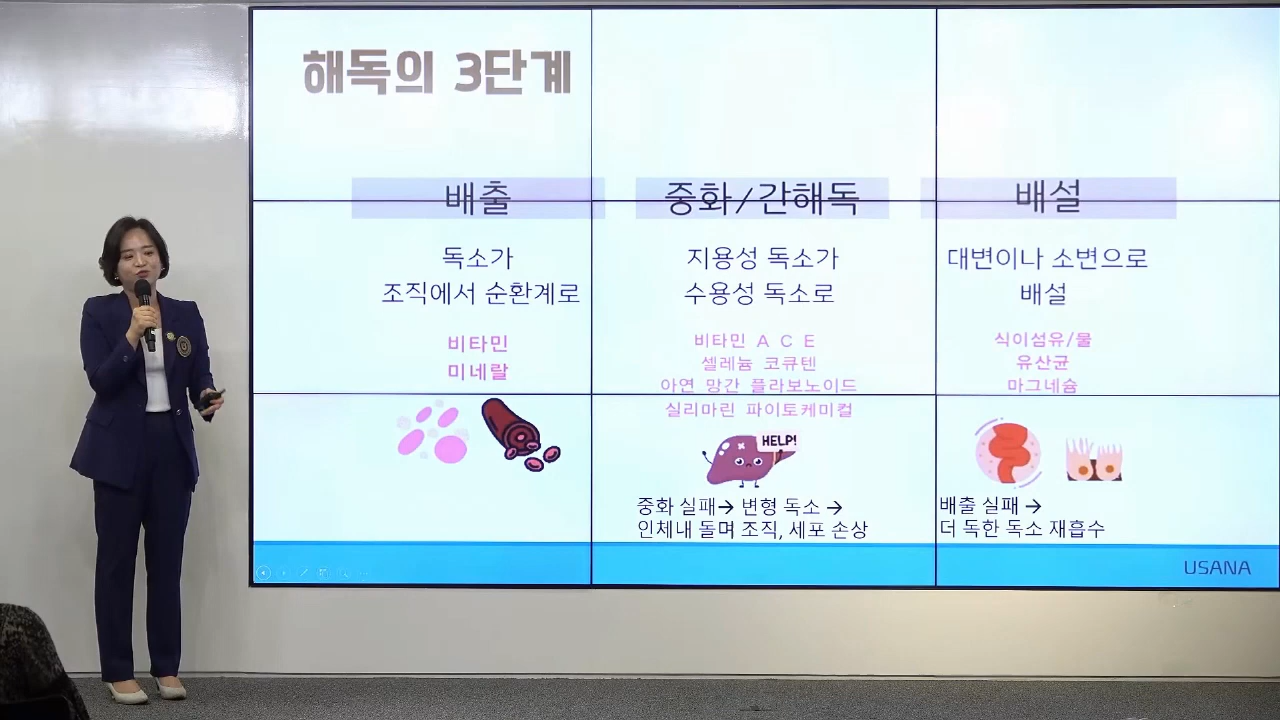 해독의 3단계
배출
독소가
조직에서 순환계로
비타민
미네랄
중화/간해독
지용성 독소가
수용성 독소로
비타민 A C E
셀레늄 코큐텐
아연 망간 플라보노이드
실리마린 파이토케미컬
HELP!
중화 실패→ 변형 독소 →
인체내 돌며 조직, 세포 손상
배설
대변이나 소변으로
배설
식이섬유/물
유산균
마그네슘
배출 실패 →
더 독한 독소 재흡수
USANA